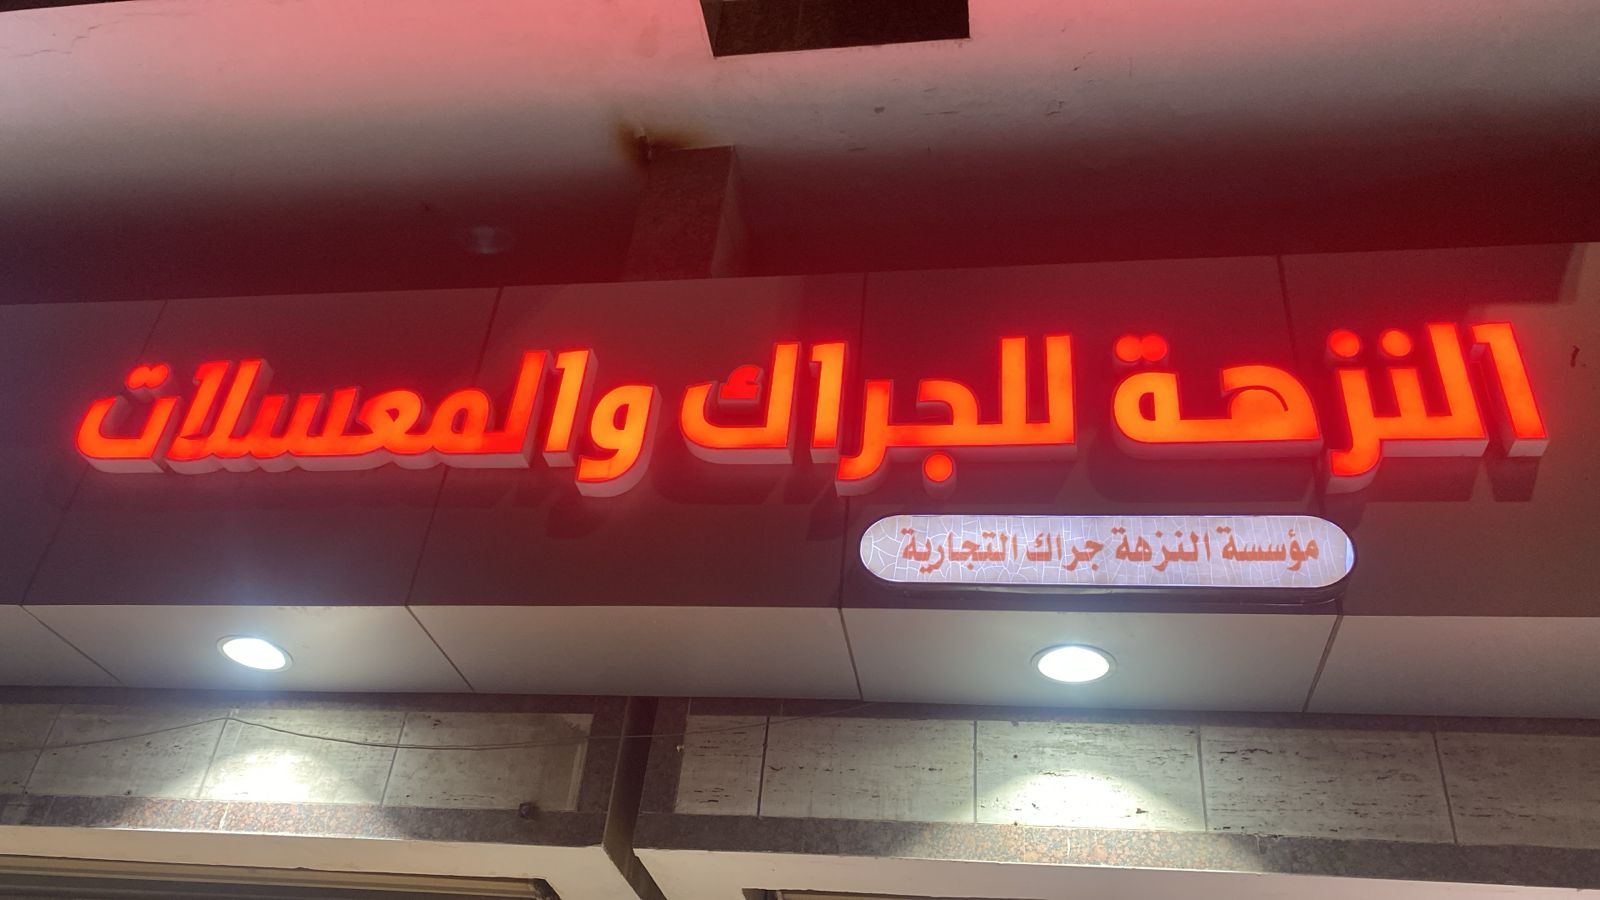 النزهة للجراك والمعسلات
مؤسسة النزهة جراك التجارية